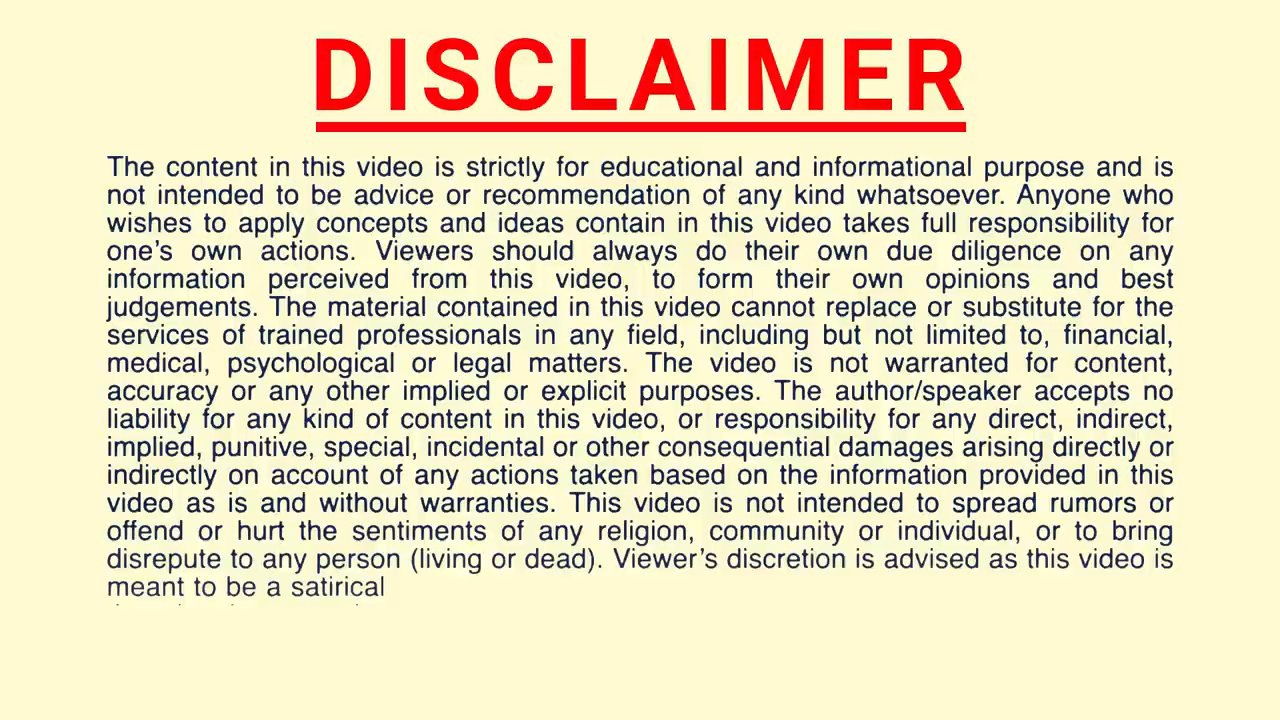 DISCLAIMER
The content in this video is strictly for educational and informational purpose and is
not intended to be advice or recommendation of any kind whatsoever. Anyone who
wishes to apply concepts and ideas contain in this video takes full responsibility for
one's own actions. Viewers should always do their own due diligence on any
information perceived from this video, to form their own opinions and best
judgements. The material contained in this video cannot replace or substitute for the
services of trained professionals in any field, including but not limited to, financial,
medical, psychological or legal matters. The video is not warranted for content,
accuracy or any other implied or explicit purposes. The author/speaker accepts no
liability for any kind of content in this video, or responsibility for any direct, indirect,
implied, punitive, special, incidental or other consequential damages arising directly or
indirectly on account of any actions taken based on the information provided in this
video as is and without warranties. This video is not intended to spread rumors or
offend or hurt the sentiments of any religion, community or individual, or to bring
disrepute to any person (living or dead). Viewer's discretion is advised as this video is
meant to be a satirical